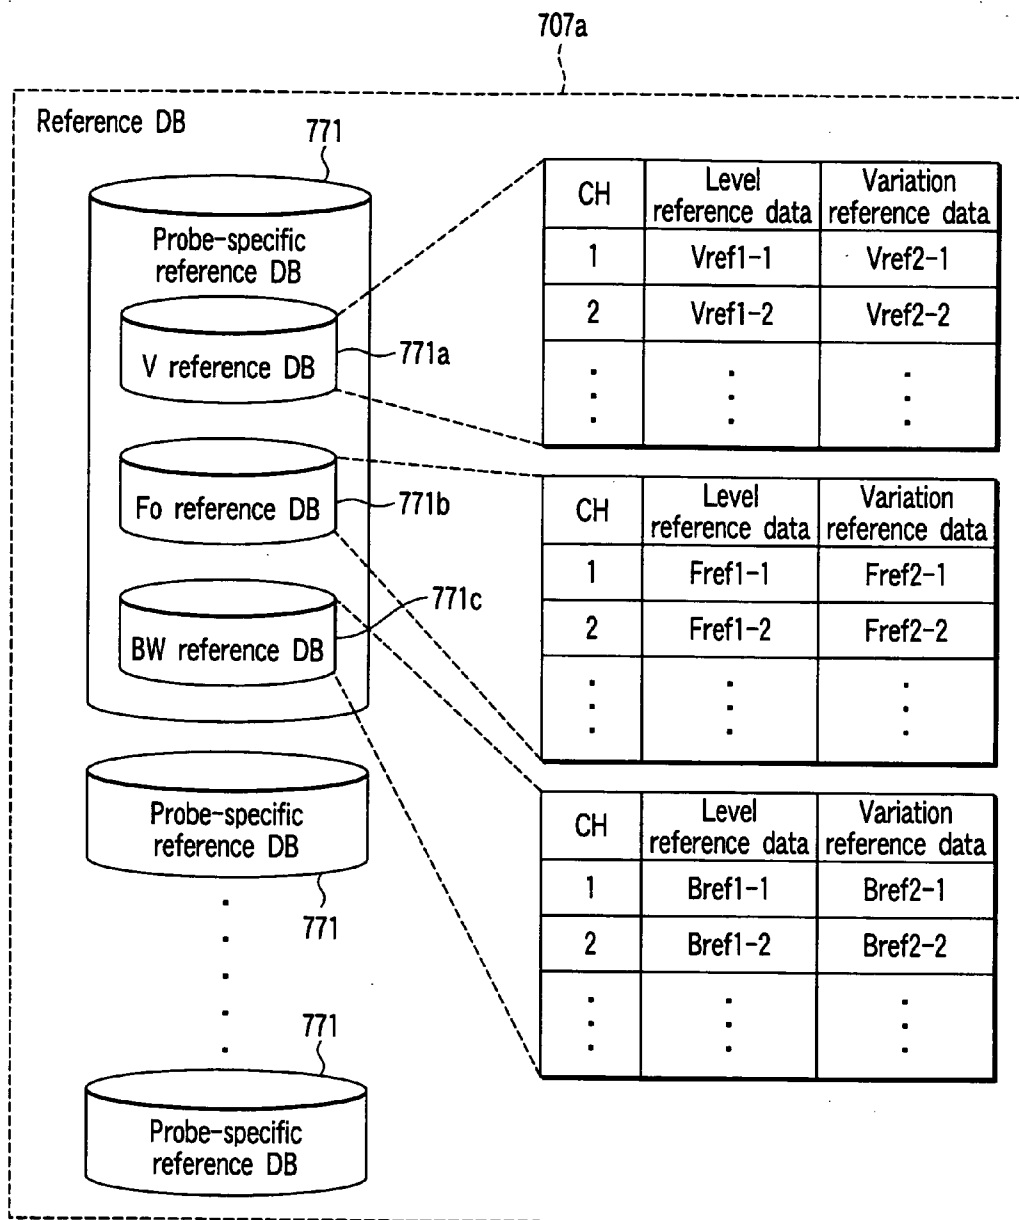 707a
Reference DB
771
Probe-specific
reference DB
V reference DB
771a
Fo reference DB
771b
BW reference DB
771c
Probe-specific
reference DB
771
771
Probe-specific
reference DB
CH Level reference data Variation reference data
1 Vref1-1 Vref2-1
2 Vref1-2 Vref2-2
CH Level reference data Variation reference data
1 Fref1-1 Fref2-1
2 Fref1-2 Fref2-2
CH Level reference data Variation reference data
1 Bref1-1 Bref2-1
2 Bref1-2 Bref2-2